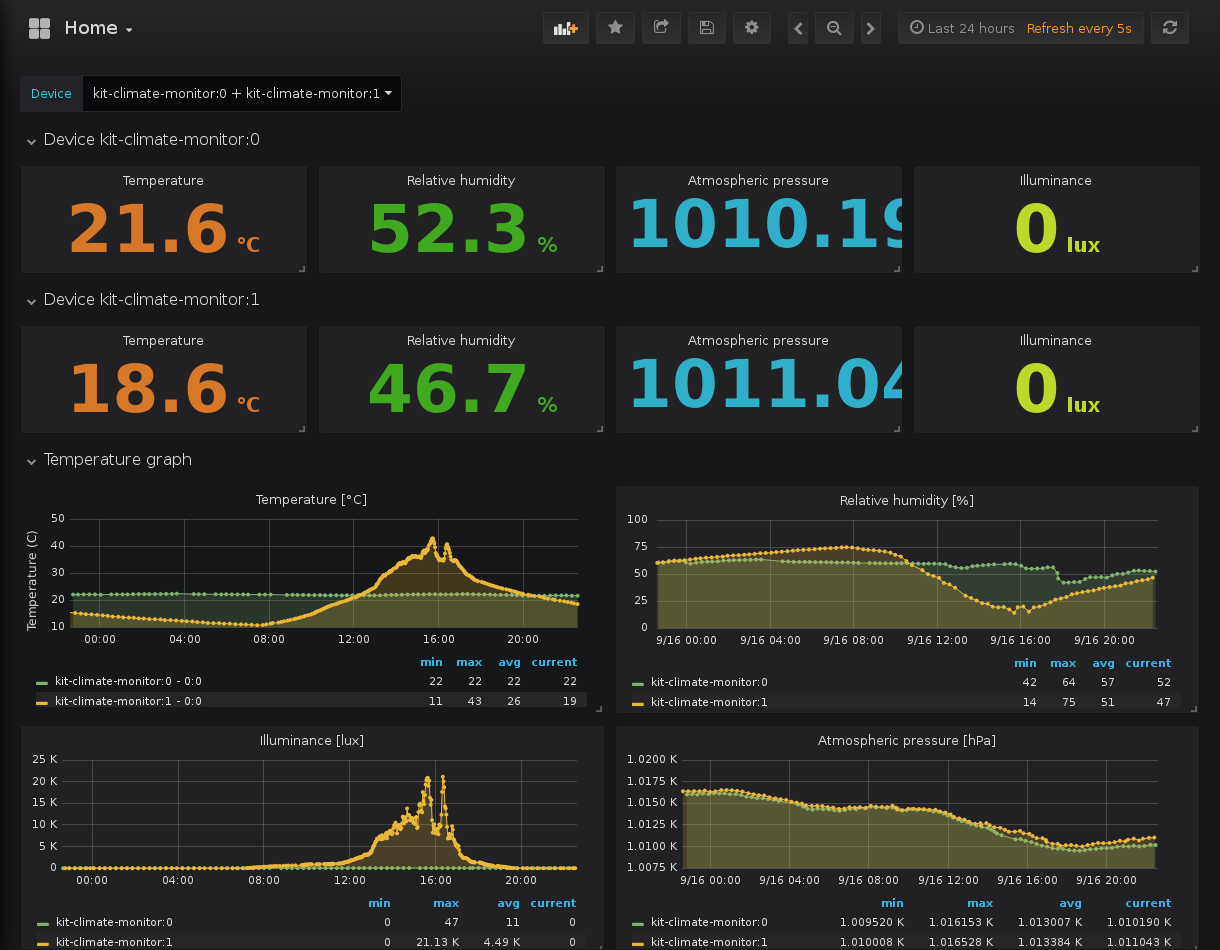 Home
Last 24 hours Refresh every 5s
Device kit-climate-monitor:0 + kit-climate-monitor:1
Device kit-climate-monitor:0
Temperature Relative humidity Atmospheric pressure Illuminance
21.6 °C 52.3 % 1010.19 0 lux
Device kit-climate-monitor:1
Temperature Relative humidity Atmospheric pressure Illuminance
18.6 °C 46.7 % 1011.04 0 lux
Temperature graph
Temperature [°C]
Temperature (C)
50
40
30
20
10
00:00 04:00 08:00 12:00 16:00 20:00
min max avg current
kit-climate-monitor:0 - 0:0 22 22 22 22
kit-climate-monitor:1 - 0:0 11 43 26 19
Relative humidity [%]
100
75
50
25
0
9/16 00:00 9/16 04:00 9/16 08:00 9/16 12:00 9/16 16:00 9/16 20:00
min max avg current
kit-climate-monitor:0 42 64 57 52
kit-climate-monitor:1 14 75 51 47
Illuminance [lux]
25 K
20 K
15 K
10 K
5 K
0
00:00 04:00 08:00 12:00 16:00 20:00
min max avg current
kit-climate-monitor:0 0 47 11 0
kit-climate-monitor:1 0 21.13 K 4.49 K 0
Atmospheric pressure [hPa]
1.0200 K
1.0175 K
1.0150 K
1.0125 K
1.0100 K
1.0075 K
9/16 00:00 9/16 04:00 9/16 08:00 9/16 12:00 9/16 16:00 9/16 20:00
min max avg current
kit-climate-monitor:0 1.009520 K 1.016153 K 1.013007 K 1.010190 K
kit-climate-monitor:1 1.010008 K 1.016528 K 1.013384 K 1.011043 K